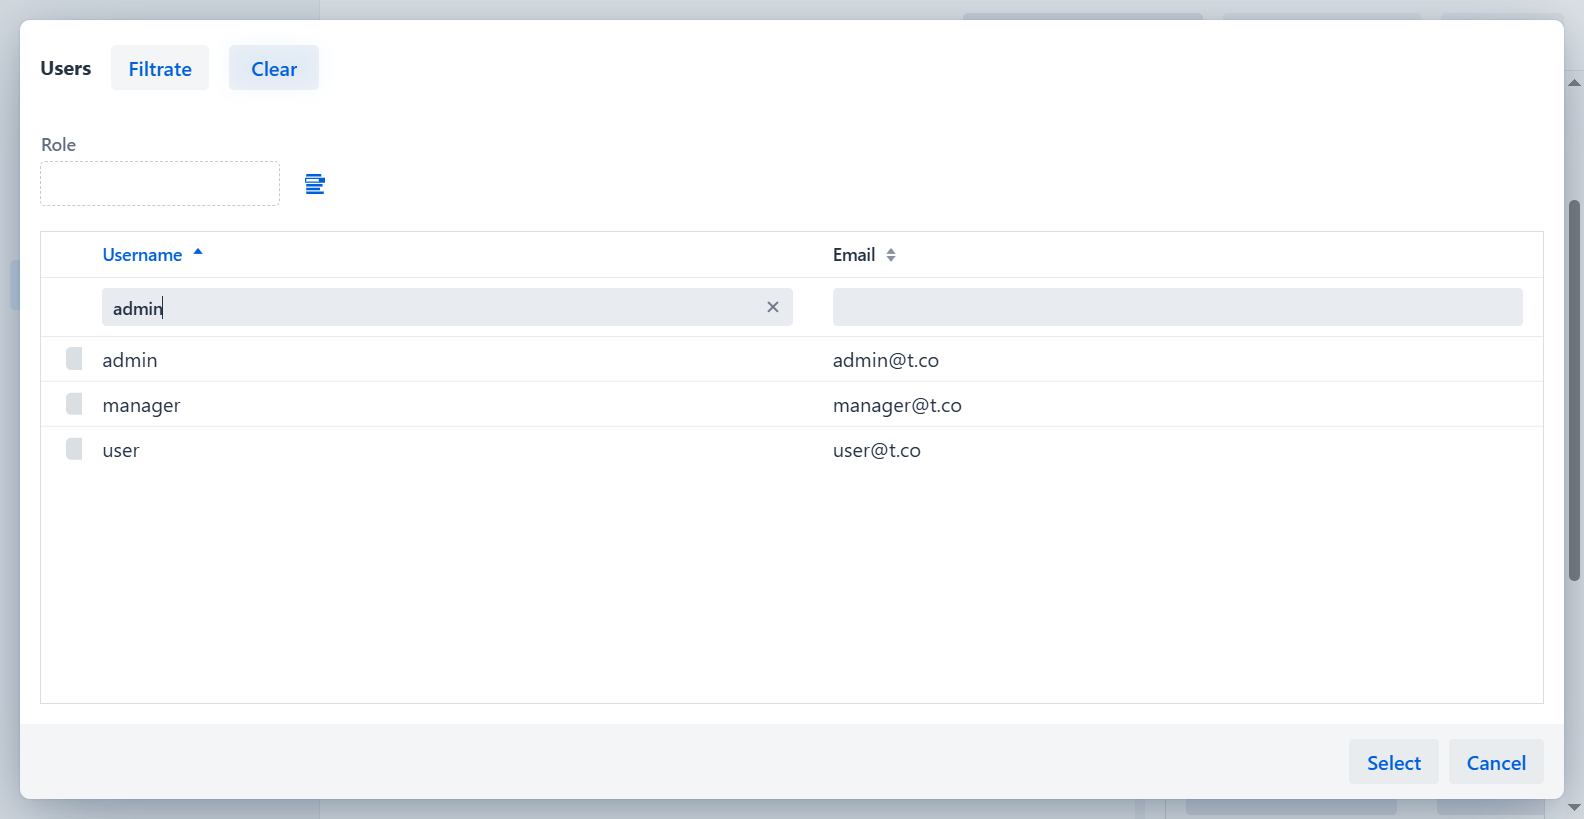 Users Filtrate Clear
Role
Username Email
admin
admin admin@t.co
manager manager@t.co
user user@t.co
Select Cancel